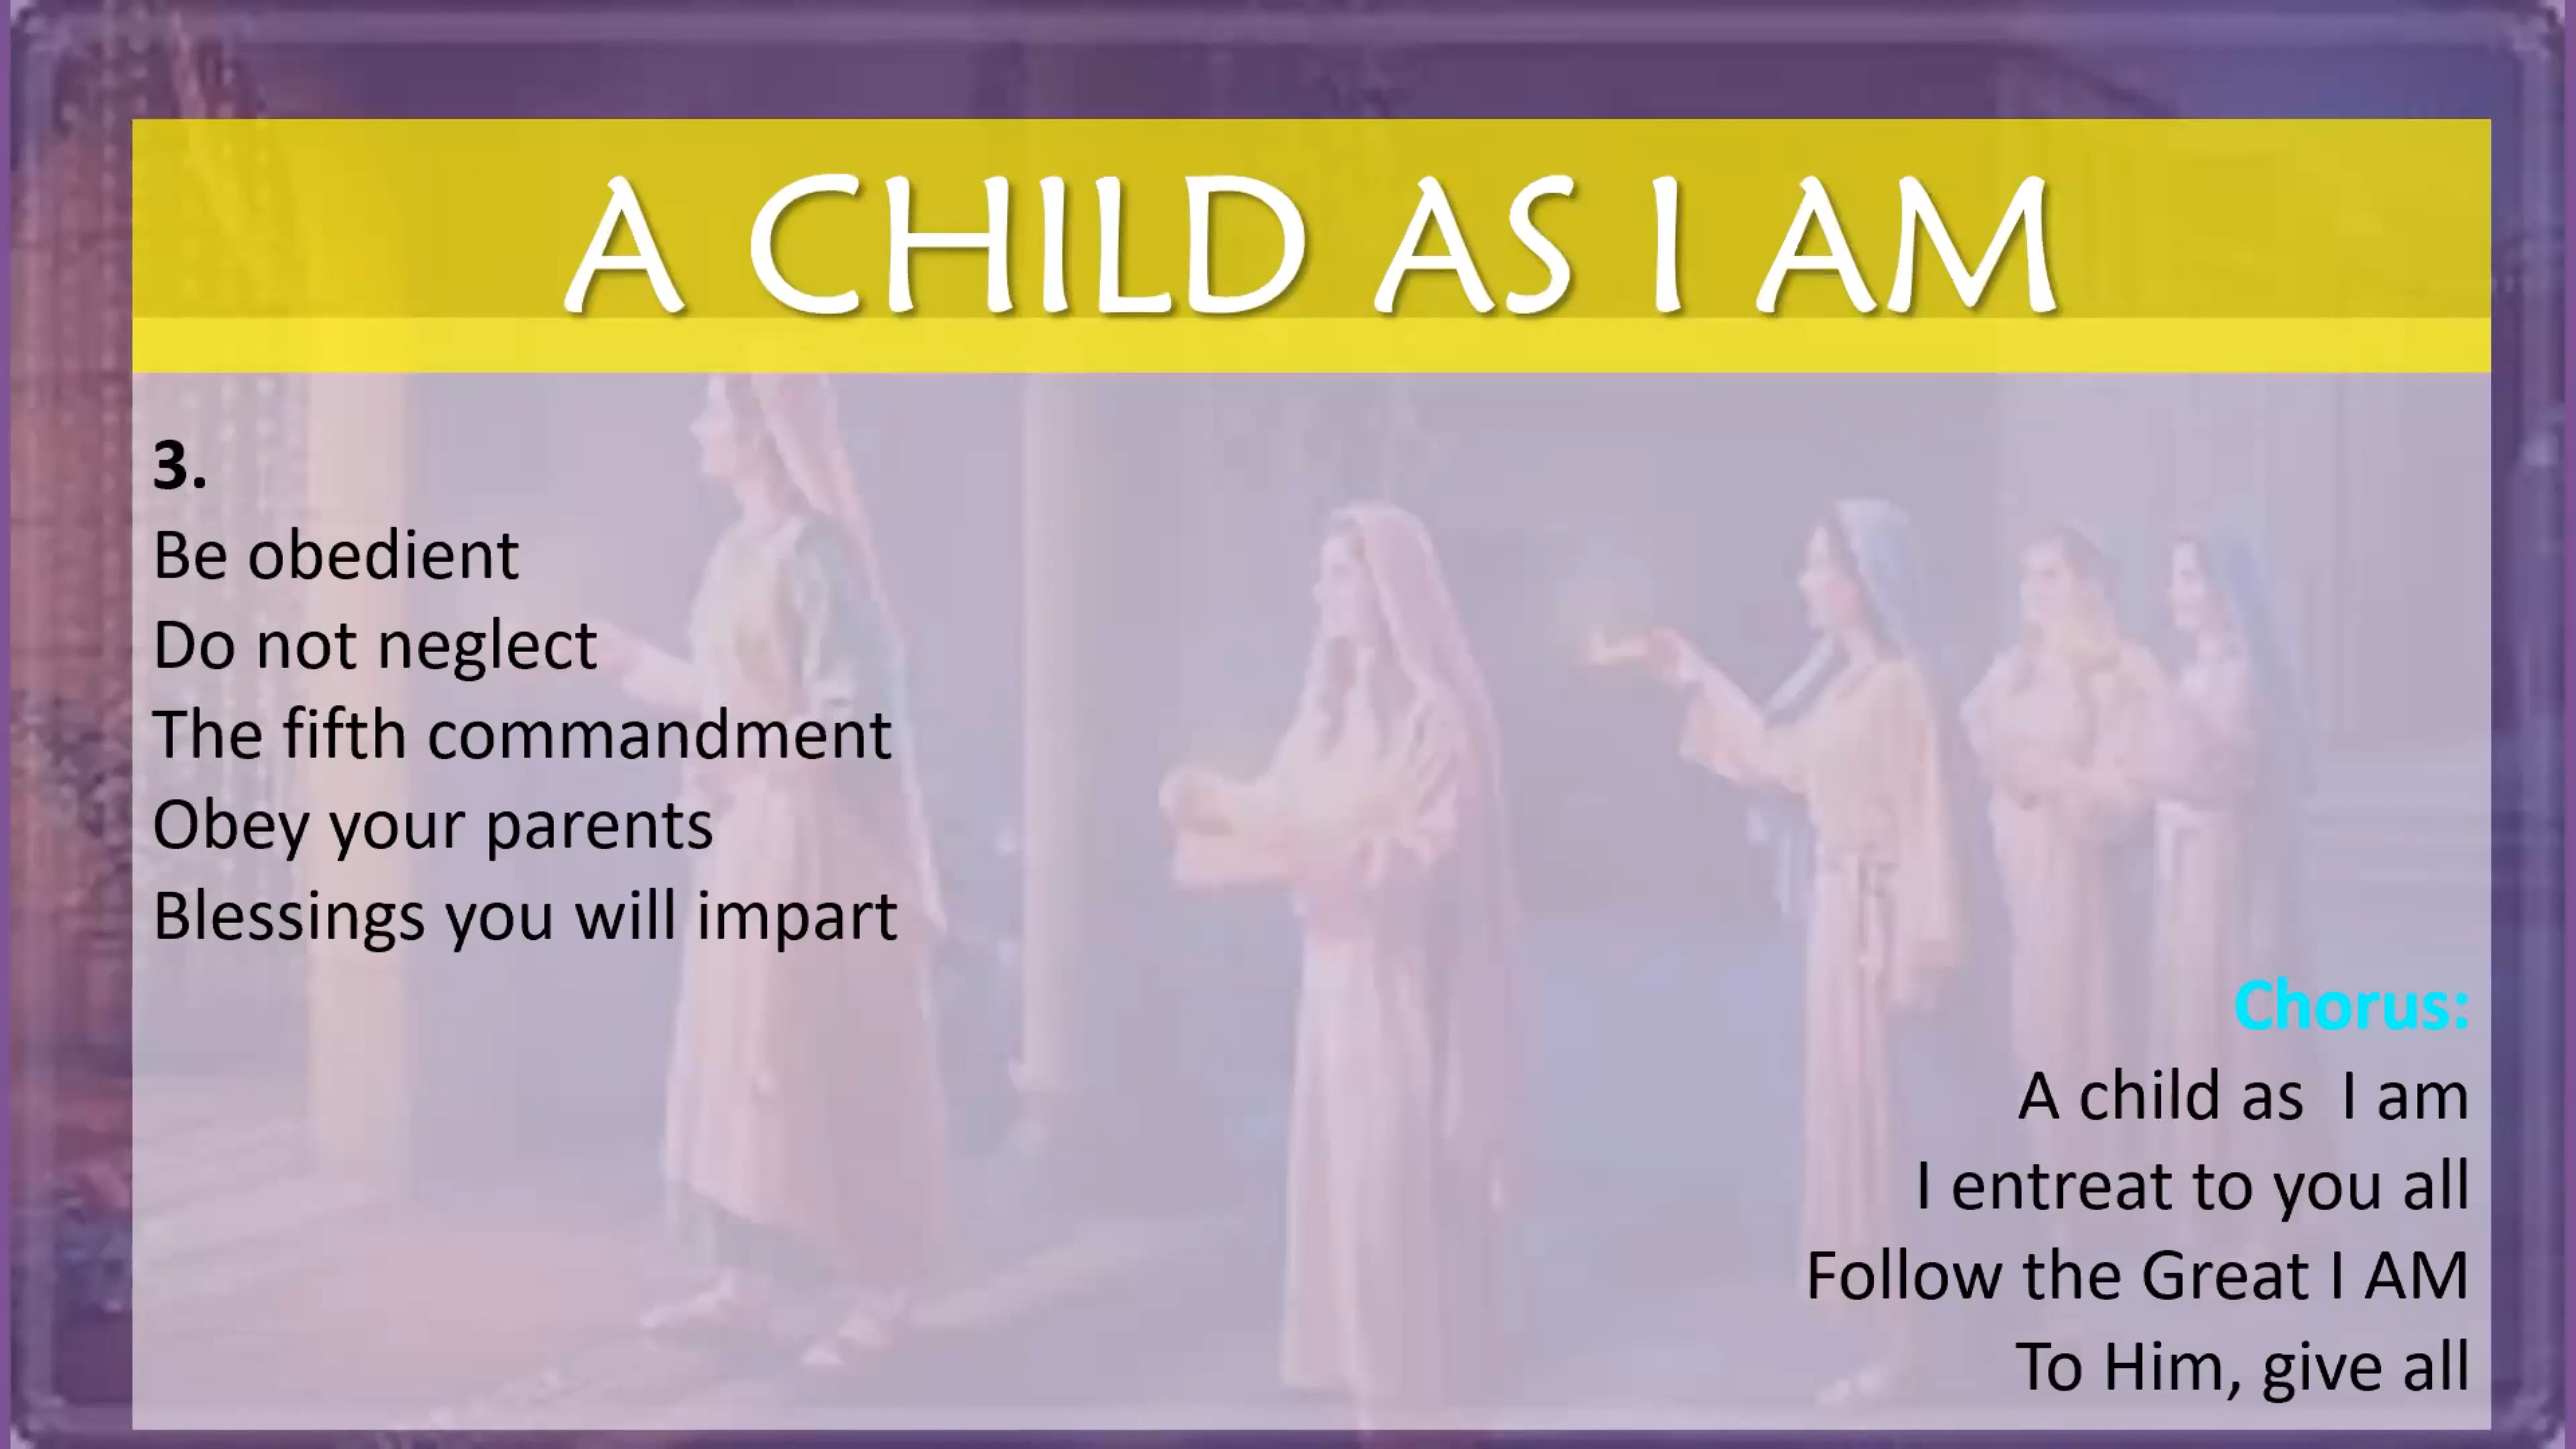 A CHILD AS I AM
3.
Be obedient
Do not neglect
The fifth commandment
Obey your parents
Blessings you will impart
Chorus:
A child as  I am
I entreat to you all
Follow the Great I AM
To Him, give all